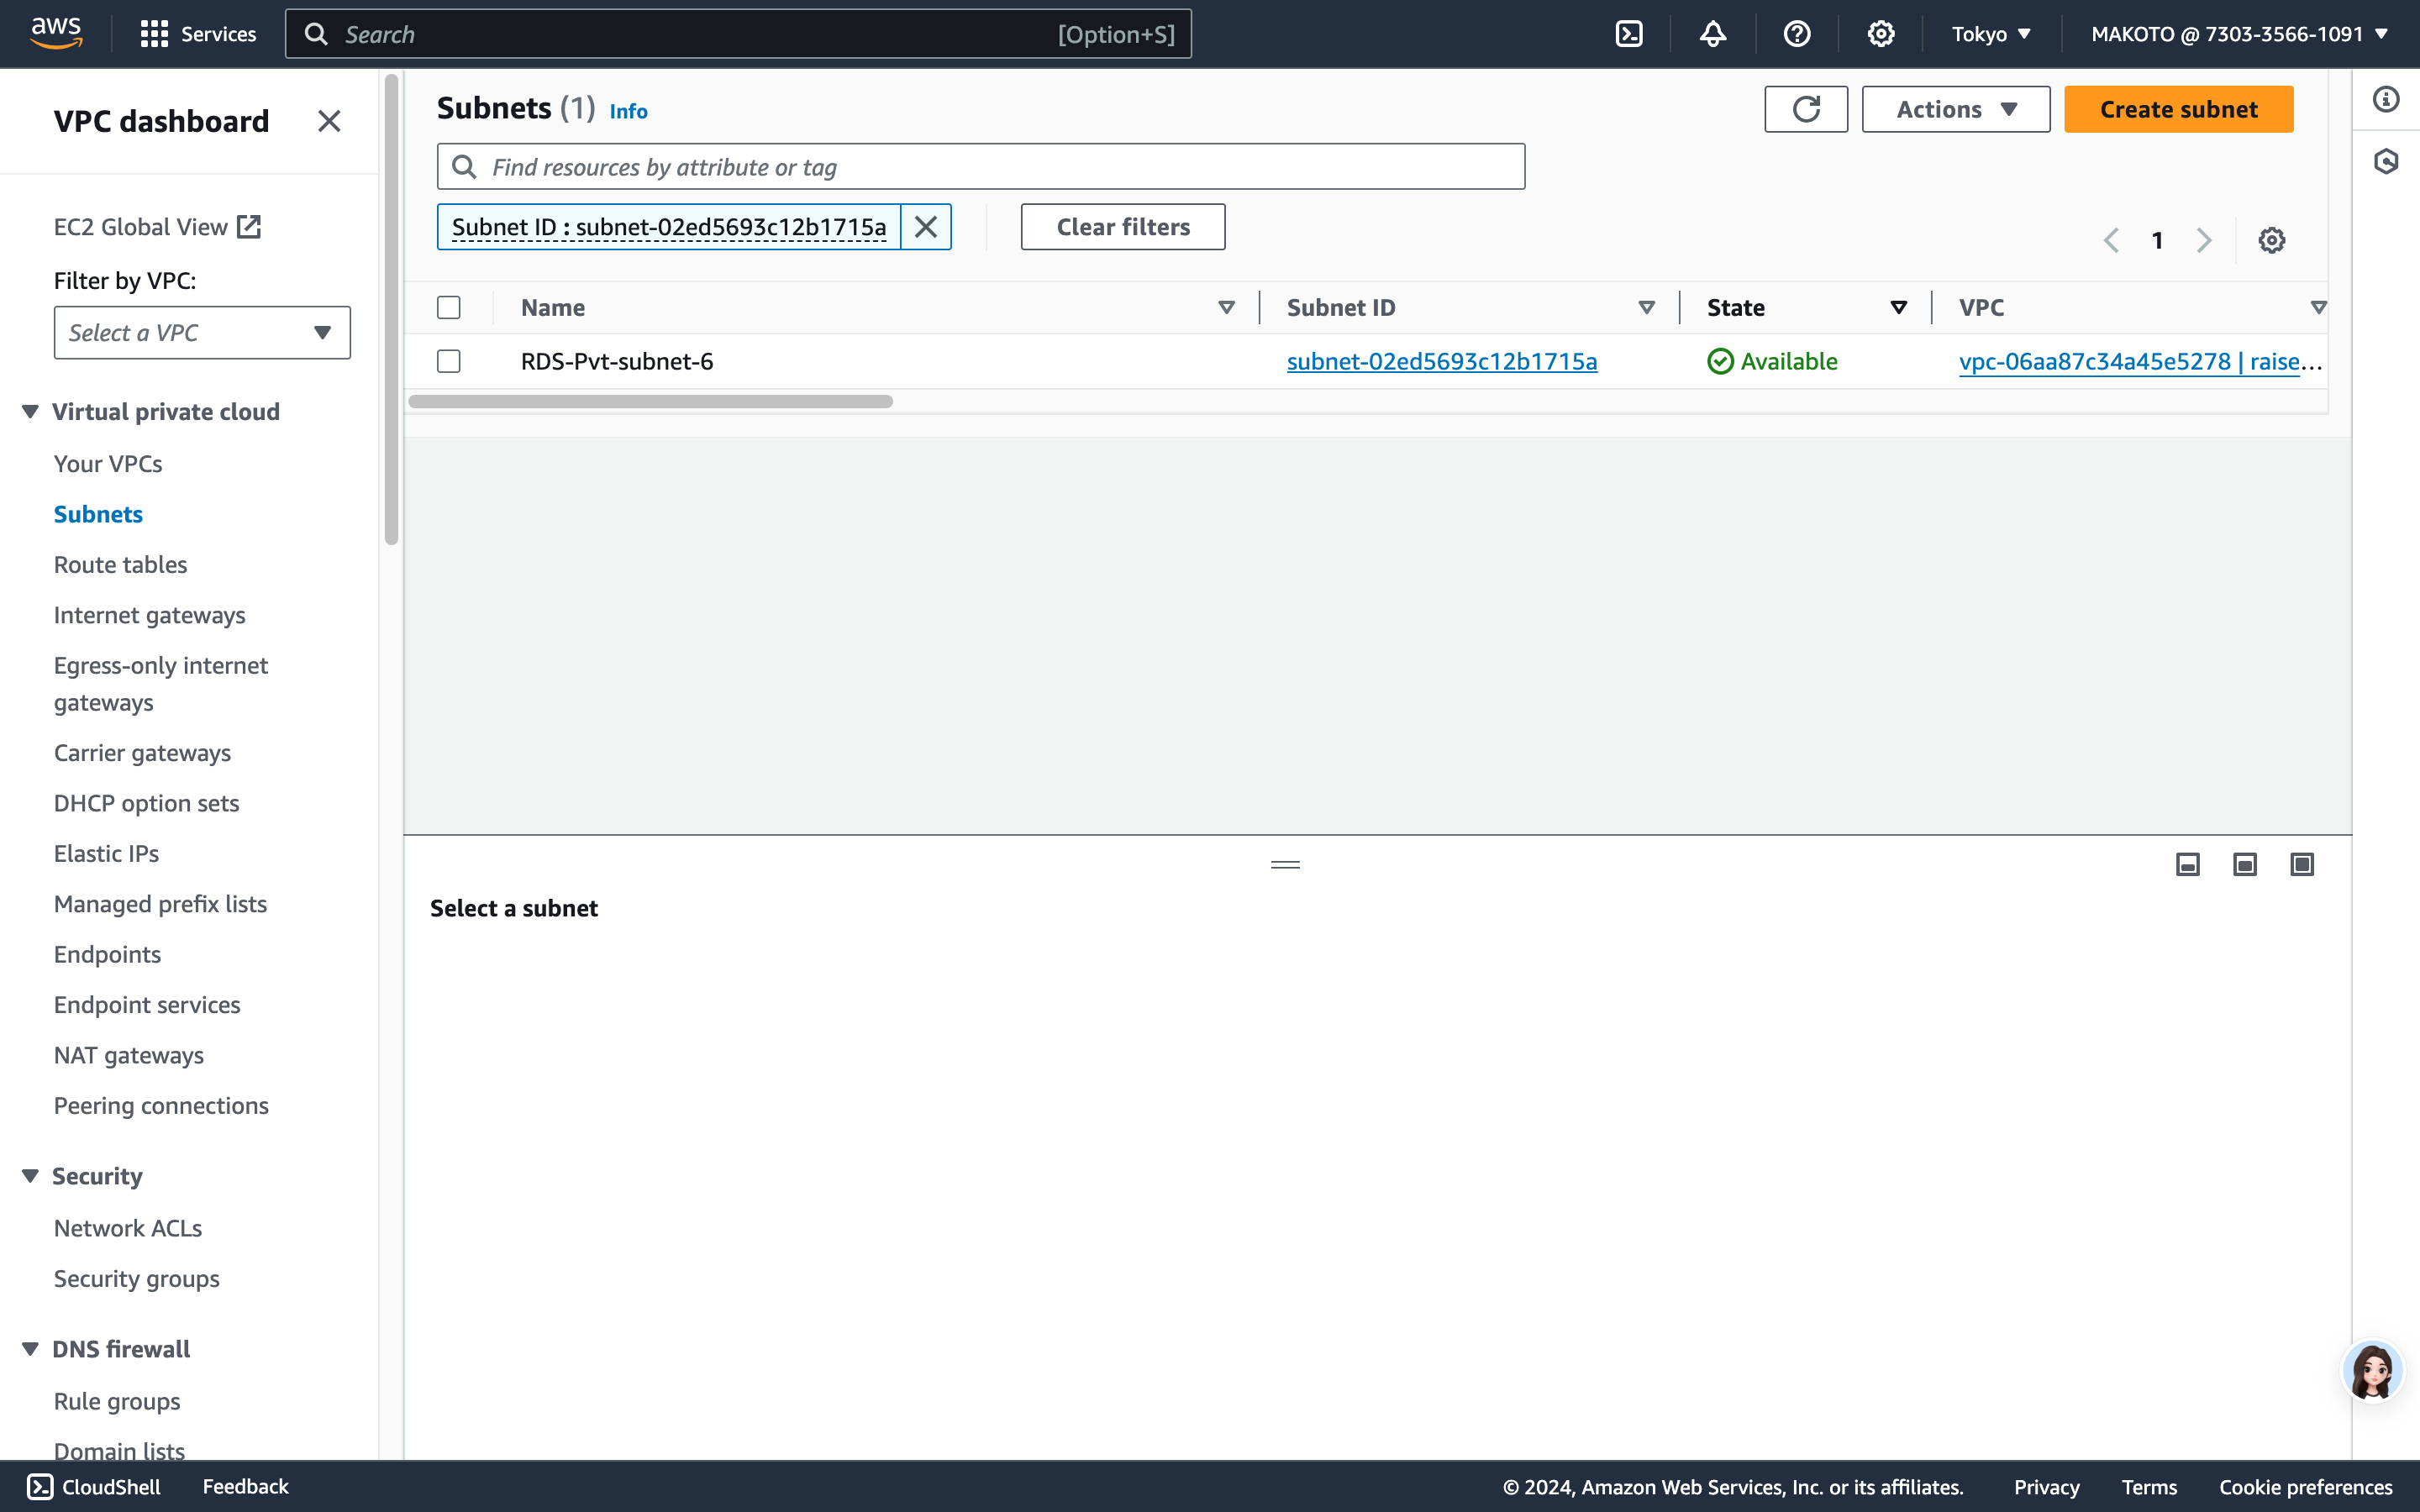 aws
Services
Search
[Option+S]
Tokyo
MAKOTO @ 7303-3566-1091
VPC dashboard
EC2 Global View
Filter by VPC:
Select a VPC
Virtual private cloud
Your VPCs
Subnets
Route tables
Internet gateways
Egress-only internet
gateways
Carrier gateways
DHCP option sets
Elastic IPs
Managed prefix lists
Endpoints
Endpoint services
NAT gateways
Peering connections
Security
Network ACLs
Security groups
DNS firewall
Rule groups
Domain lists
Subnets (1) Info
Actions
Create subnet
Find resources by attribute or tag
Subnet ID : subnet-02ed5693c12b1715a
Clear filters
1
Name
Subnet ID
State
VPC
RDS-Pvt-subnet-6
subnet-02ed5693c12b1715a
Available
vpc-06aa87c34a45e5278 | raise...
Select a subnet
CloudShell
Feedback
© 2024, Amazon Web Services, Inc. or its affiliates.
Privacy
Terms
Cookie preferences